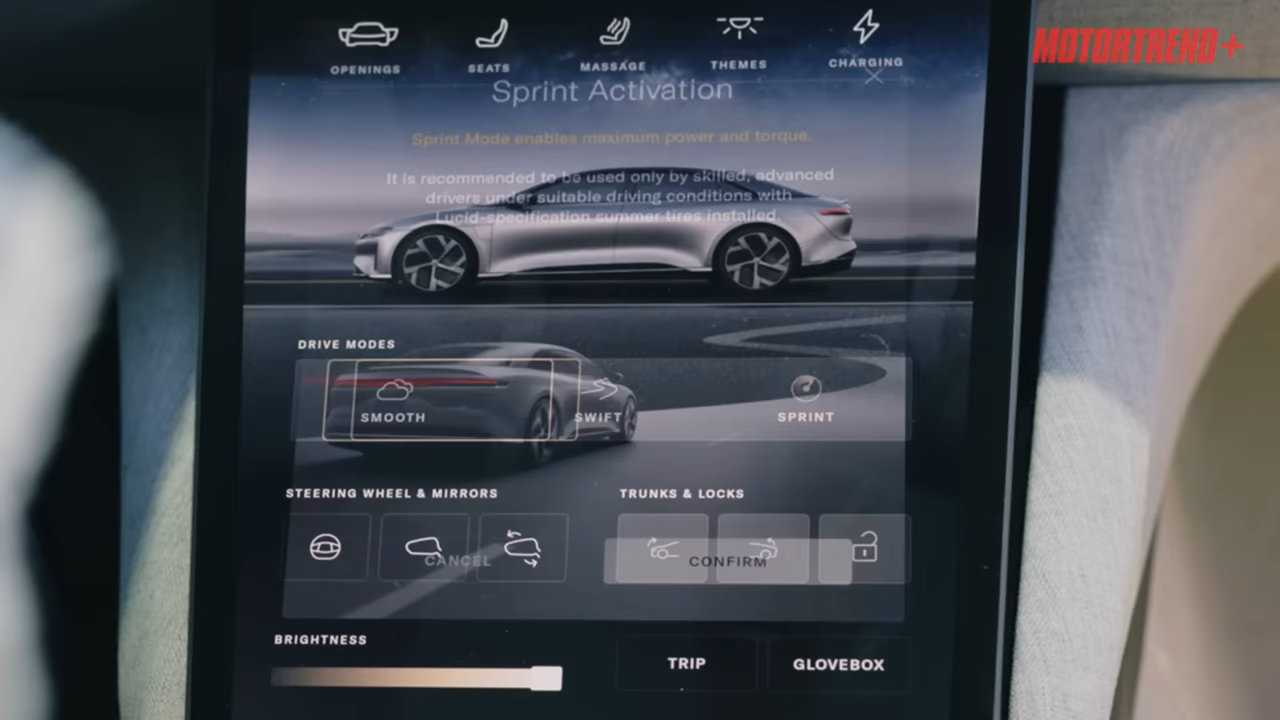 MOTORTREND+
OPENINGS
SEATS
MASSAGE
THEMES
CHARGING
Sprint Activation
Sprint Mode enables maximum power and torque.
It is recommended to be used only by skilled, advanced
drivers under suitable driving conditions with
Lucid-specification summer tires installed.
DRIVE MODES
SMOOTH
SWIFT
SPRINT
STEERING WHEEL & MIRRORS
TRUNKS & LOCKS
CANCEL
CONFIRM
BRIGHTNESS
TRIP
GLOVEBOX